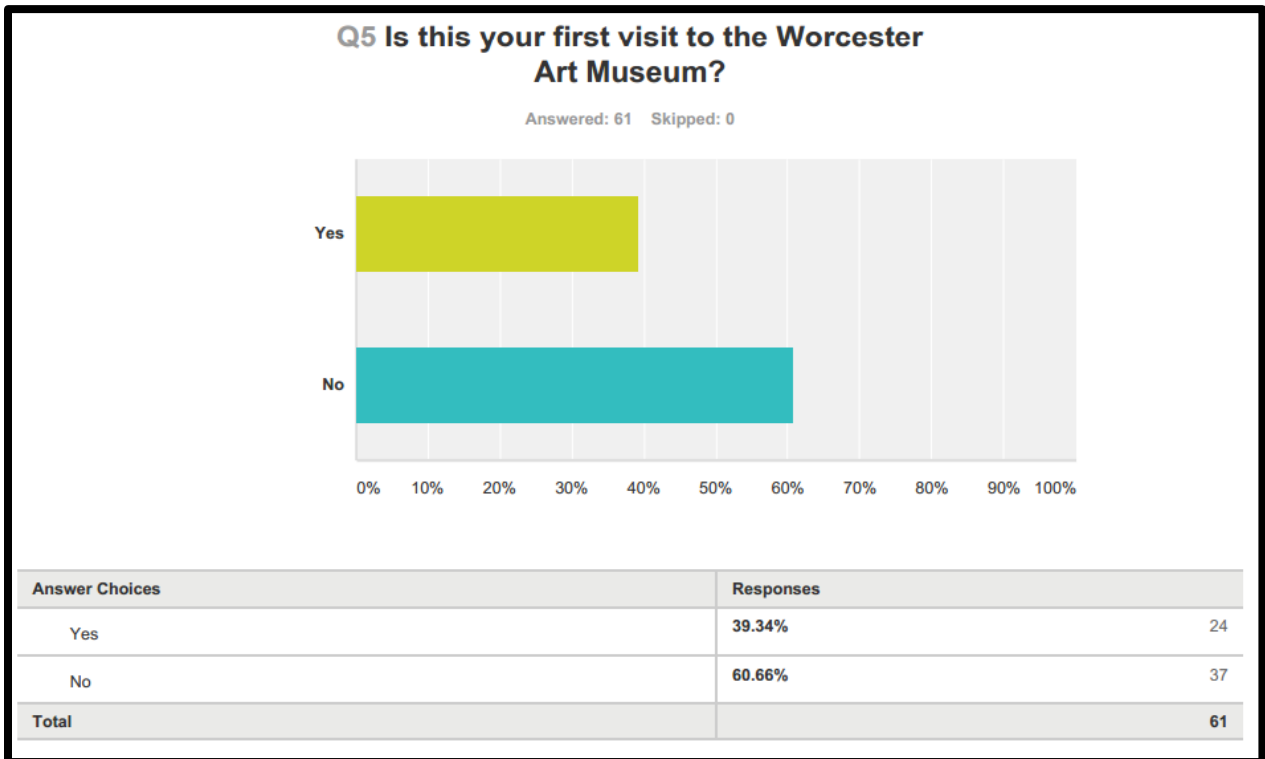 Q5 Is this your first visit to the Worcester
Art Museum?
Answered: 61 Skipped: 0
Yes
No
0% 10% 20% 30% 40% 50% 60% 70% 80% 90% 100%
Answer Choices Responses
Yes 39.34% 24
No 60.66% 37
Total 61